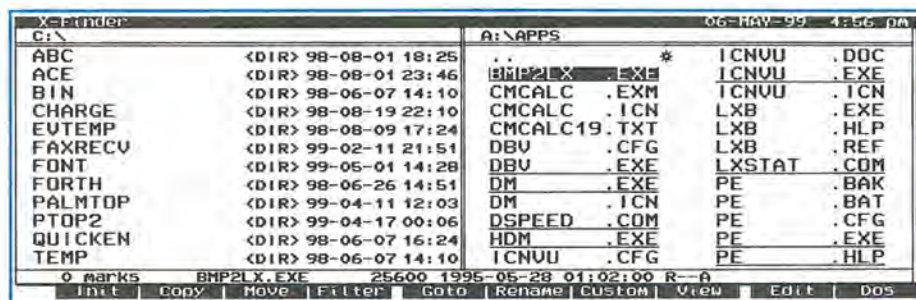 X-Finder 06-MAY-99 4:56 pm
C:\ A:\APPS
ABC <DIR> 98-08-01 18:25
ACE <DIR> 98-08-01 23:46
BIN <DIR> 98-06-07 14:10
CHARGE <DIR> 98-08-19 22:10
EVTEMP <DIR> 98-08-09 17:24
FAXRECV <DIR> 99-02-11 21:51
FONT <DIR> 99-05-01 14:28
FORTH <DIR> 98-06-26 14:51
PALMTOP <DIR> 99-04-11 12:03
PTOP2 <DIR> 99-04-17 00:06
QUICKEN <DIR> 98-06-07 16:24
TEMP <DIR> 98-06-07 14:10
.. * ICNVU .DOC
BMP2LX .EXE ICNVU .EXE
CMCALC .EXM ICNVU .ICN
CMCALC .ICN LXB .EXE
CMCALC19.TXT LXB .HLP
DBV .CFG LXB .REF
DBV .EXE LXSTAT .COM
DM .EXE PE .BAK
DM .ICN PE .BAT
DSPEED .COM PE .CFG
HDM .EXE PE .EXE
ICNVU .CFG PE .HLP
0 marks BMP2LX.EXE 25600 1995-05-28 01:02:00 R--A
Init Copy Move Filter Goto Rename Custom View Edit Dos